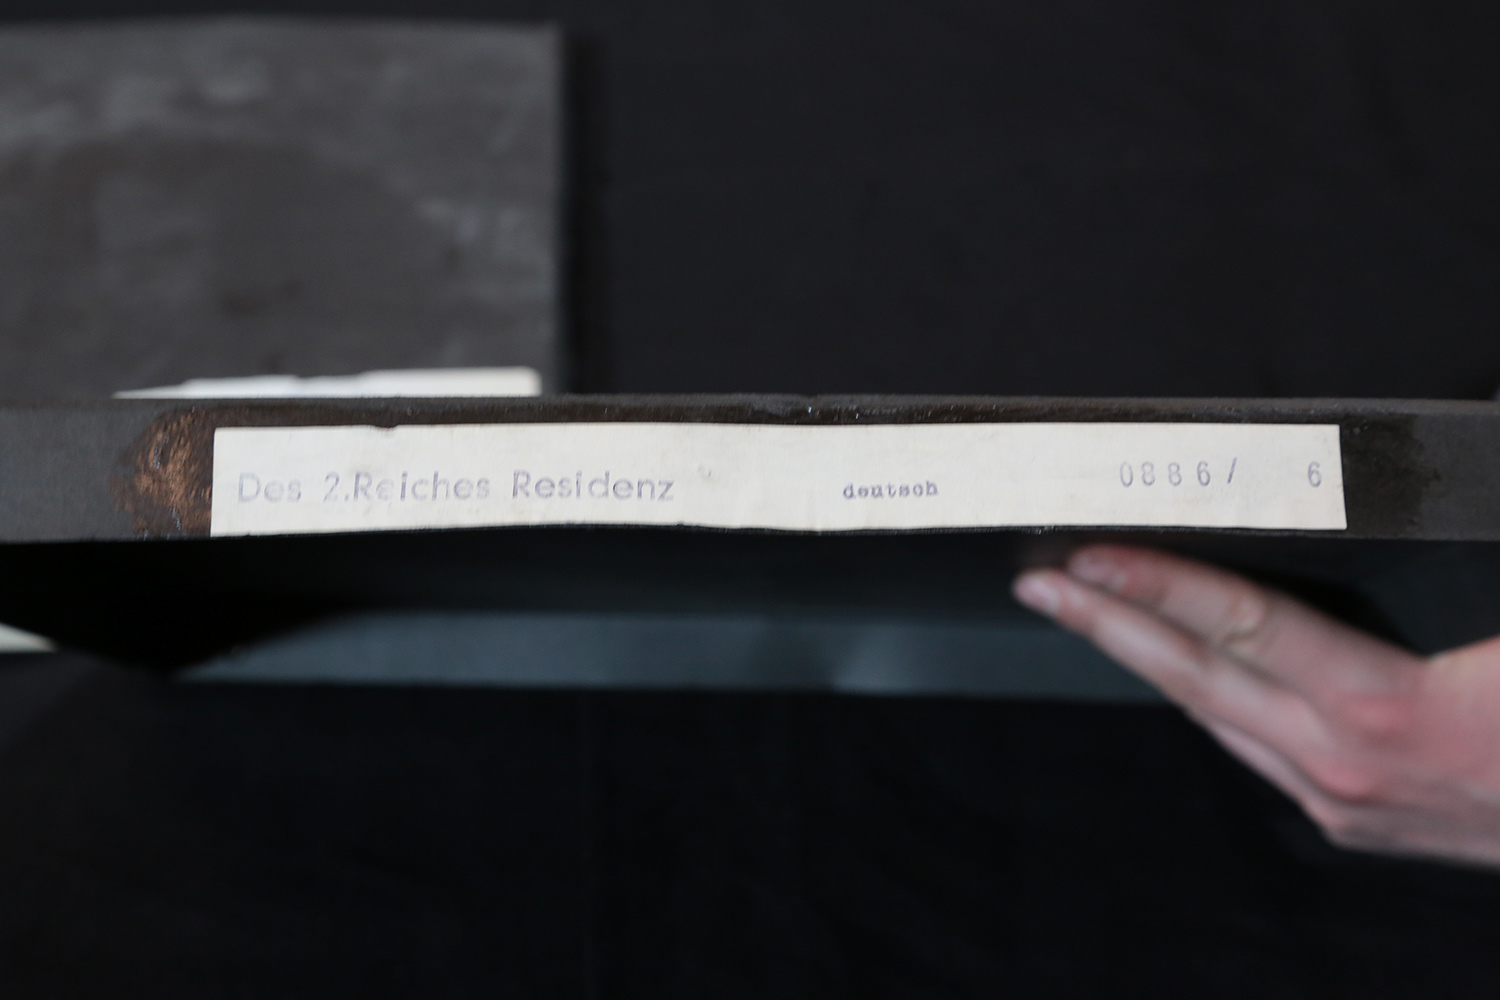 Des 2.Reiches Residenz deutsch 0886/ 6